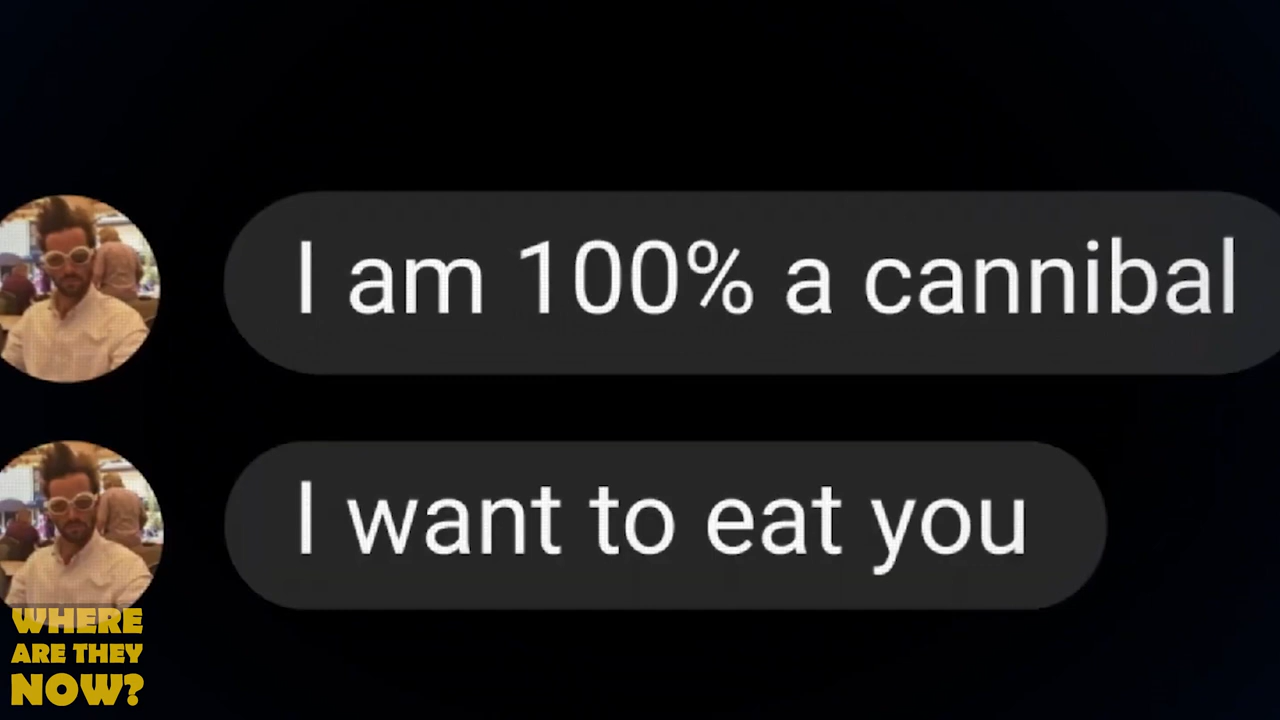 I am 100% a cannibal
I want to eat you
WHERE
ARE THEY
NOW?